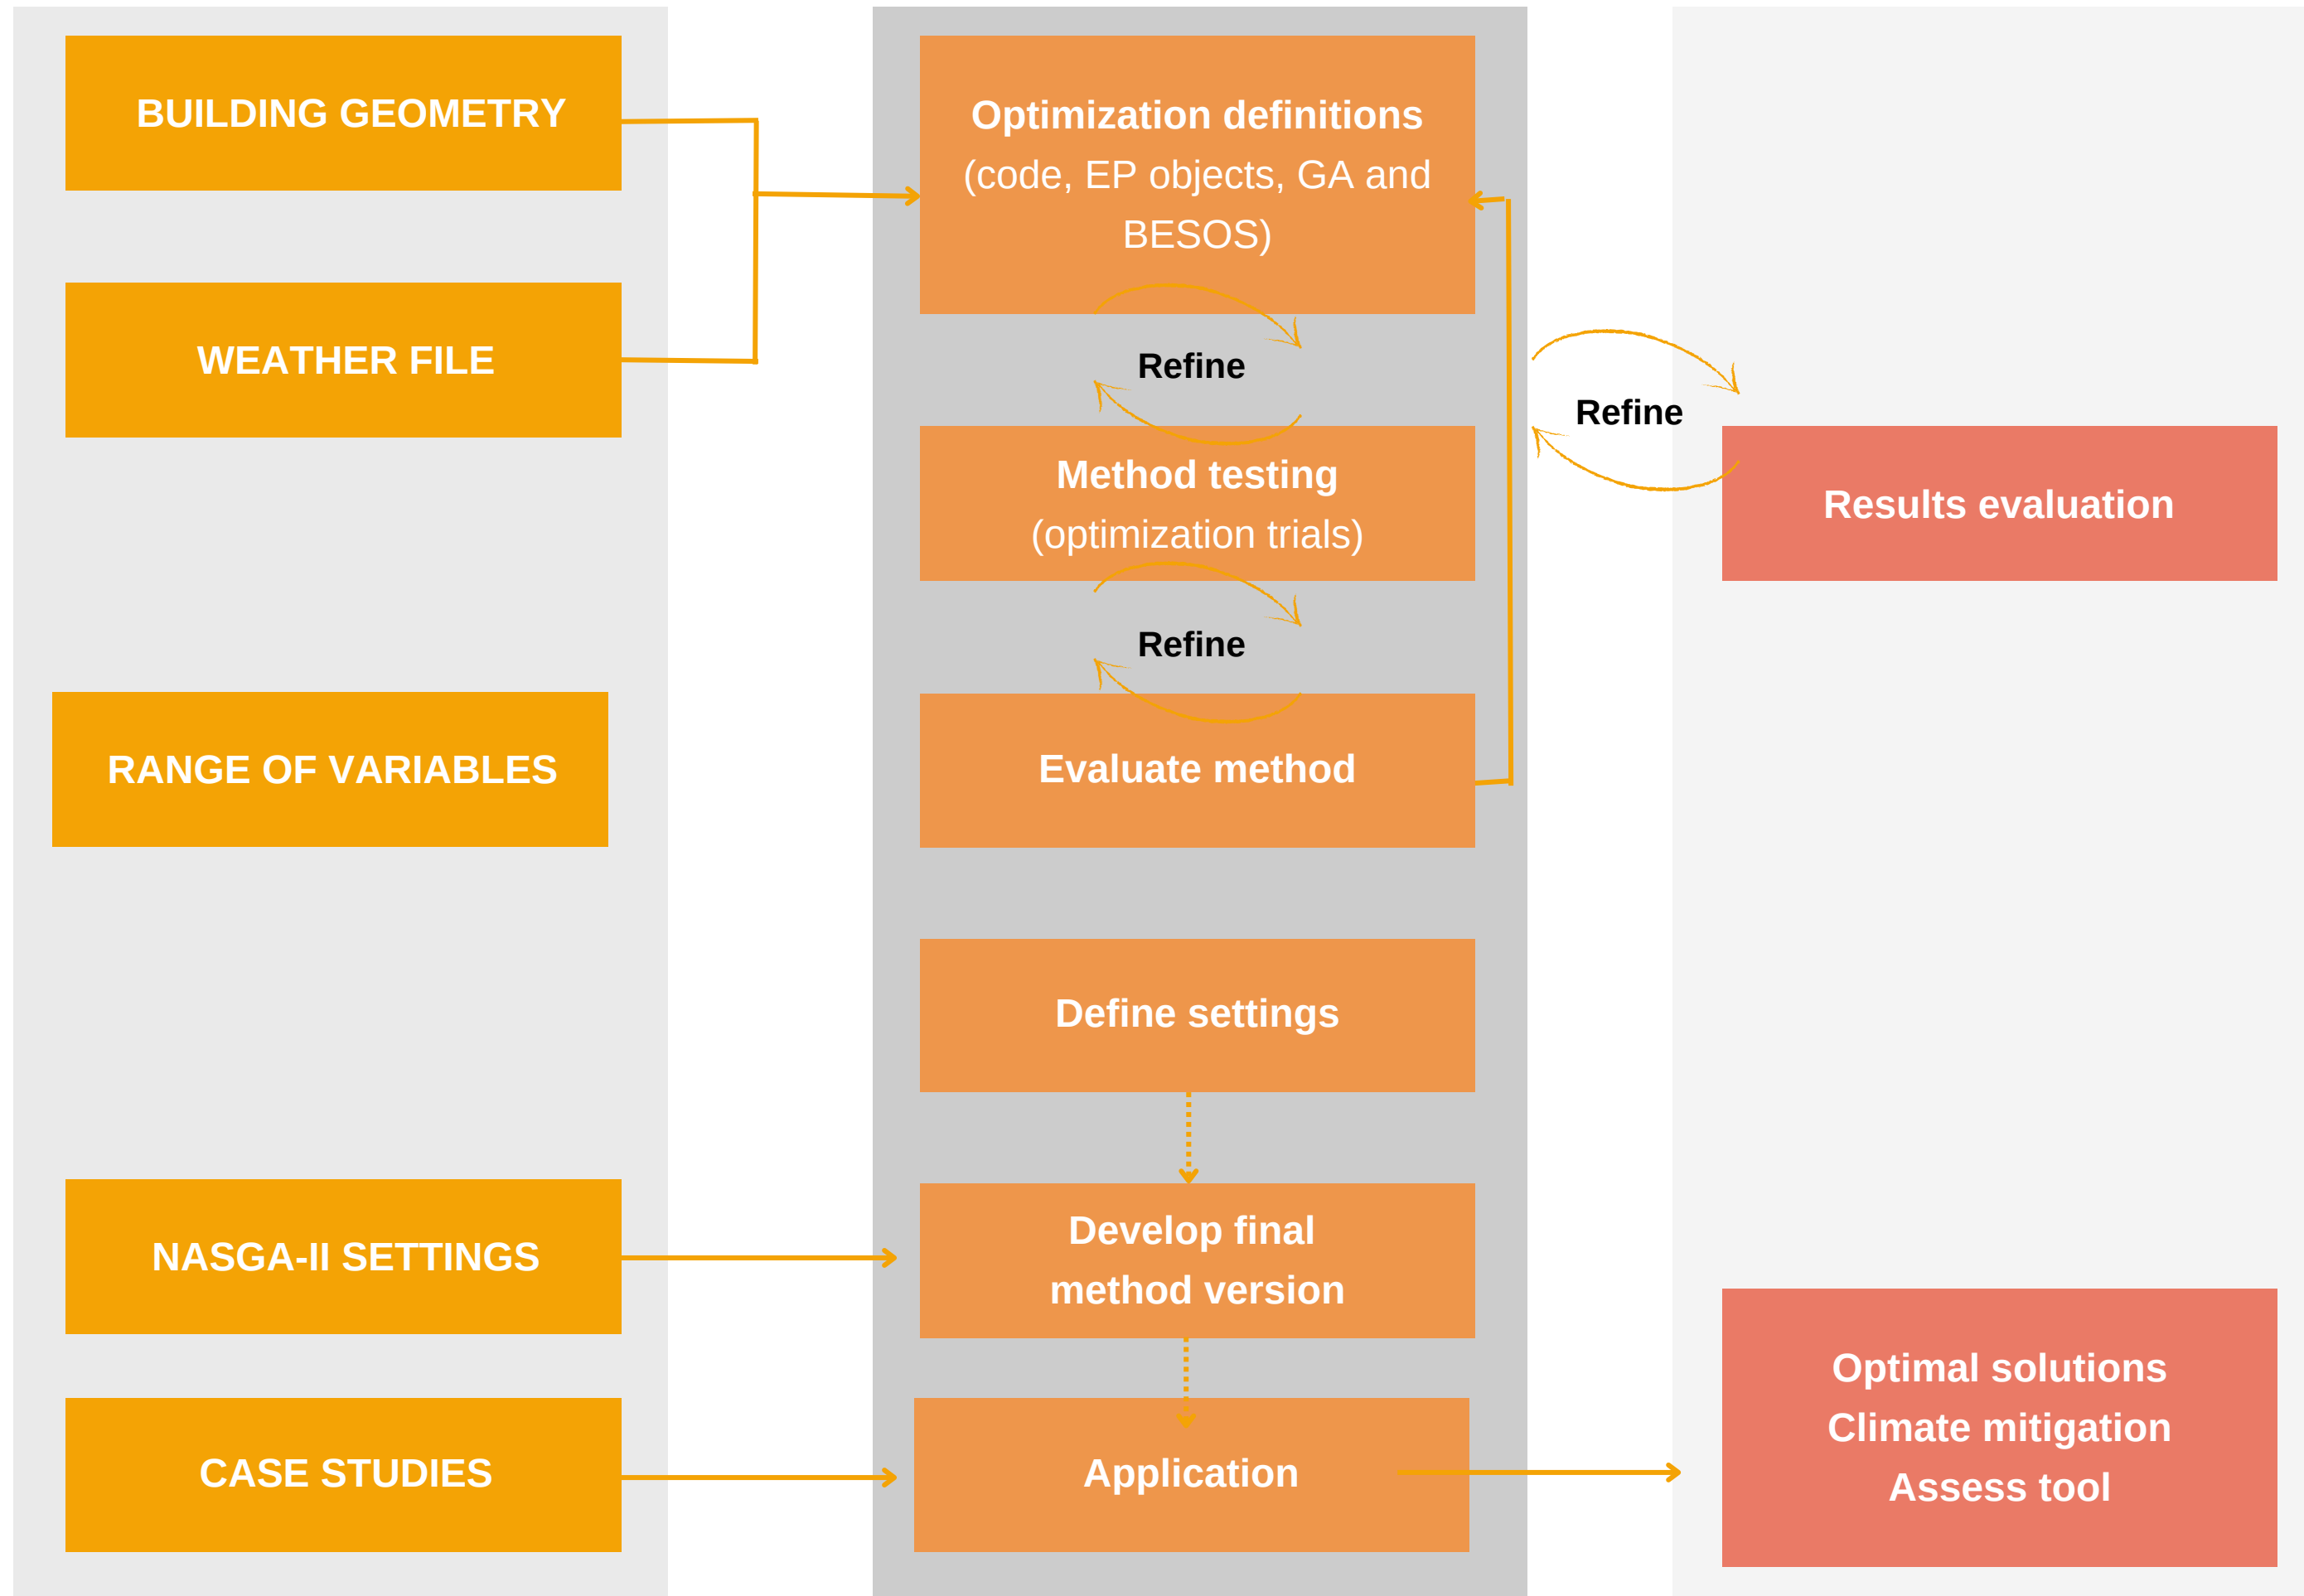 BUILDING GEOMETRY
WEATHER FILE
RANGE OF VARIABLES
NASGA-II SETTINGS
CASE STUDIES
Optimization definitions
(code, EP objects, GA and
BESOS)
Refine
Method testing
(optimization trials)
Refine
Evaluate method
Define settings
Develop final
method version
Application
Refine
Results evaluation
Optimal solutions
Climate mitigation
Assess tool